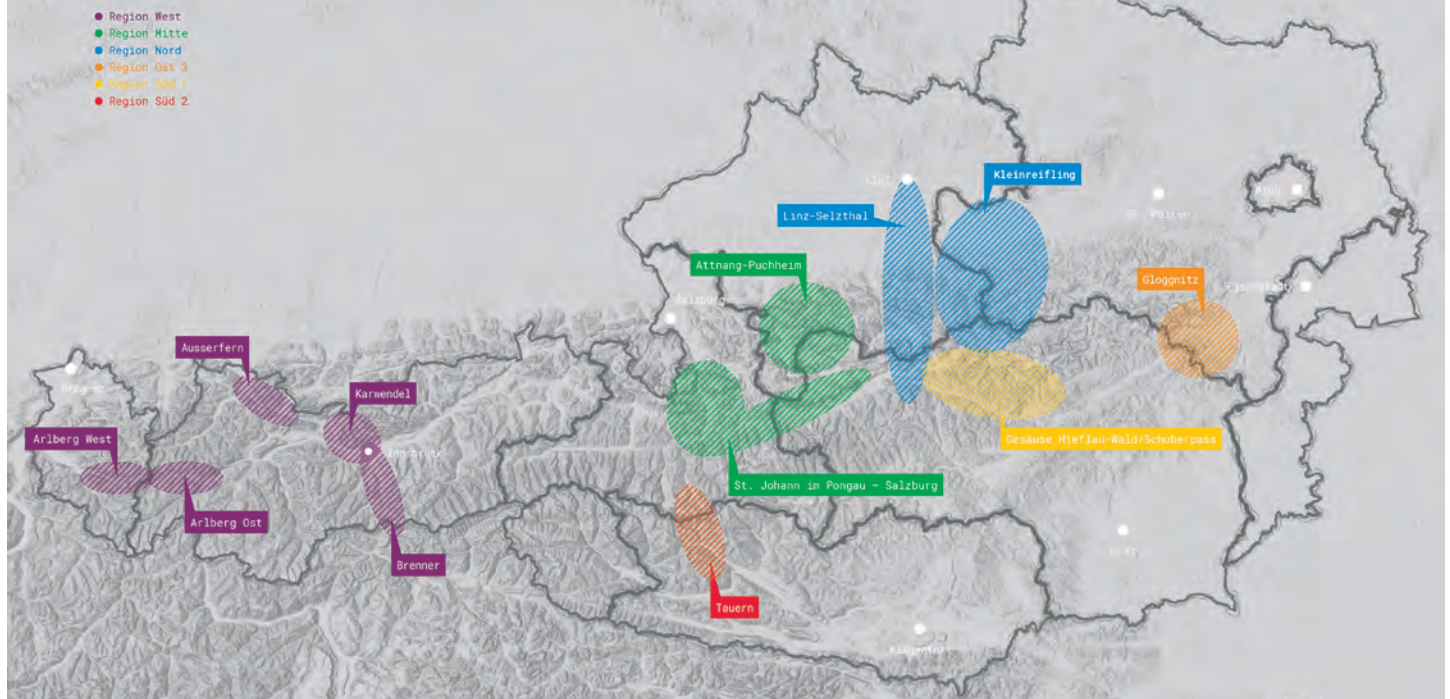 Region West
Region Mitte
Region Nord
Region Ost 3
Region Süd 1
Region Süd 2
Linz
Kleinreifling
Wien
Linz-Selzthal
St. Pölten
Attnang-Puchheim
Gloggnitz
Eisenstadt
Salzburg
Ausserfern
Bregenz
Karwendel
Arlberg West
Innsbruck
Gesäuse Hieflau-Wald/Schoberpass
St. Johann im Pongau – Salzburg
Arlberg Ost
Graz
Brenner
Tauern
Klagenfurt